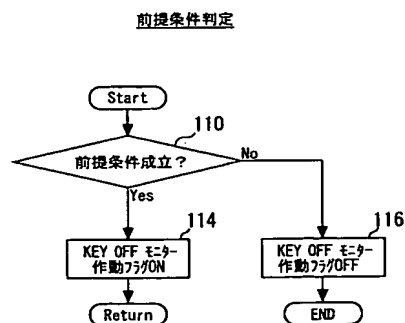 前提条件判定
Start
110
前提条件成立？
No
Yes
114
116
KEY OFF ﾓﾆﾀｰ
作動ﾌﾗｸﾞON
KEY OFF ﾓﾆﾀｰ
作動ﾌﾗｸﾞOFF
Return
END